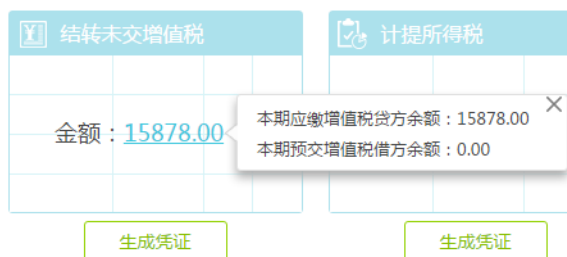 结转未交增值税
计提所得税
金额：15878.00
本期应缴增值税贷方余额：15878.00
本期预交增值税借方余额：0.00
生成凭证
生成凭证